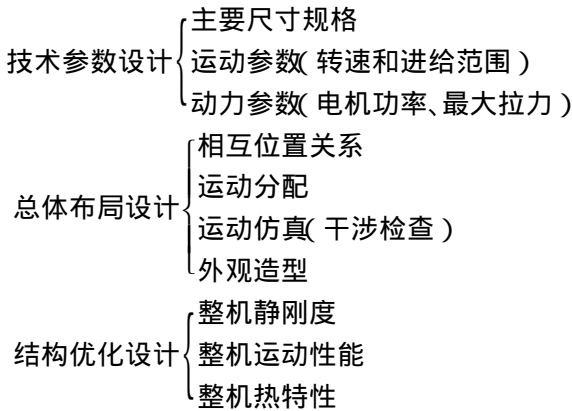 技术参数设计
主要尺寸规格
运动参数(转速和进给范围)
动力参数(电机功率、最大拉力)
总体布局设计
相互位置关系
运动分配
运动仿真(干涉检查)
外观造型
结构优化设计
整机静刚度
整机运动性能
整机热特性